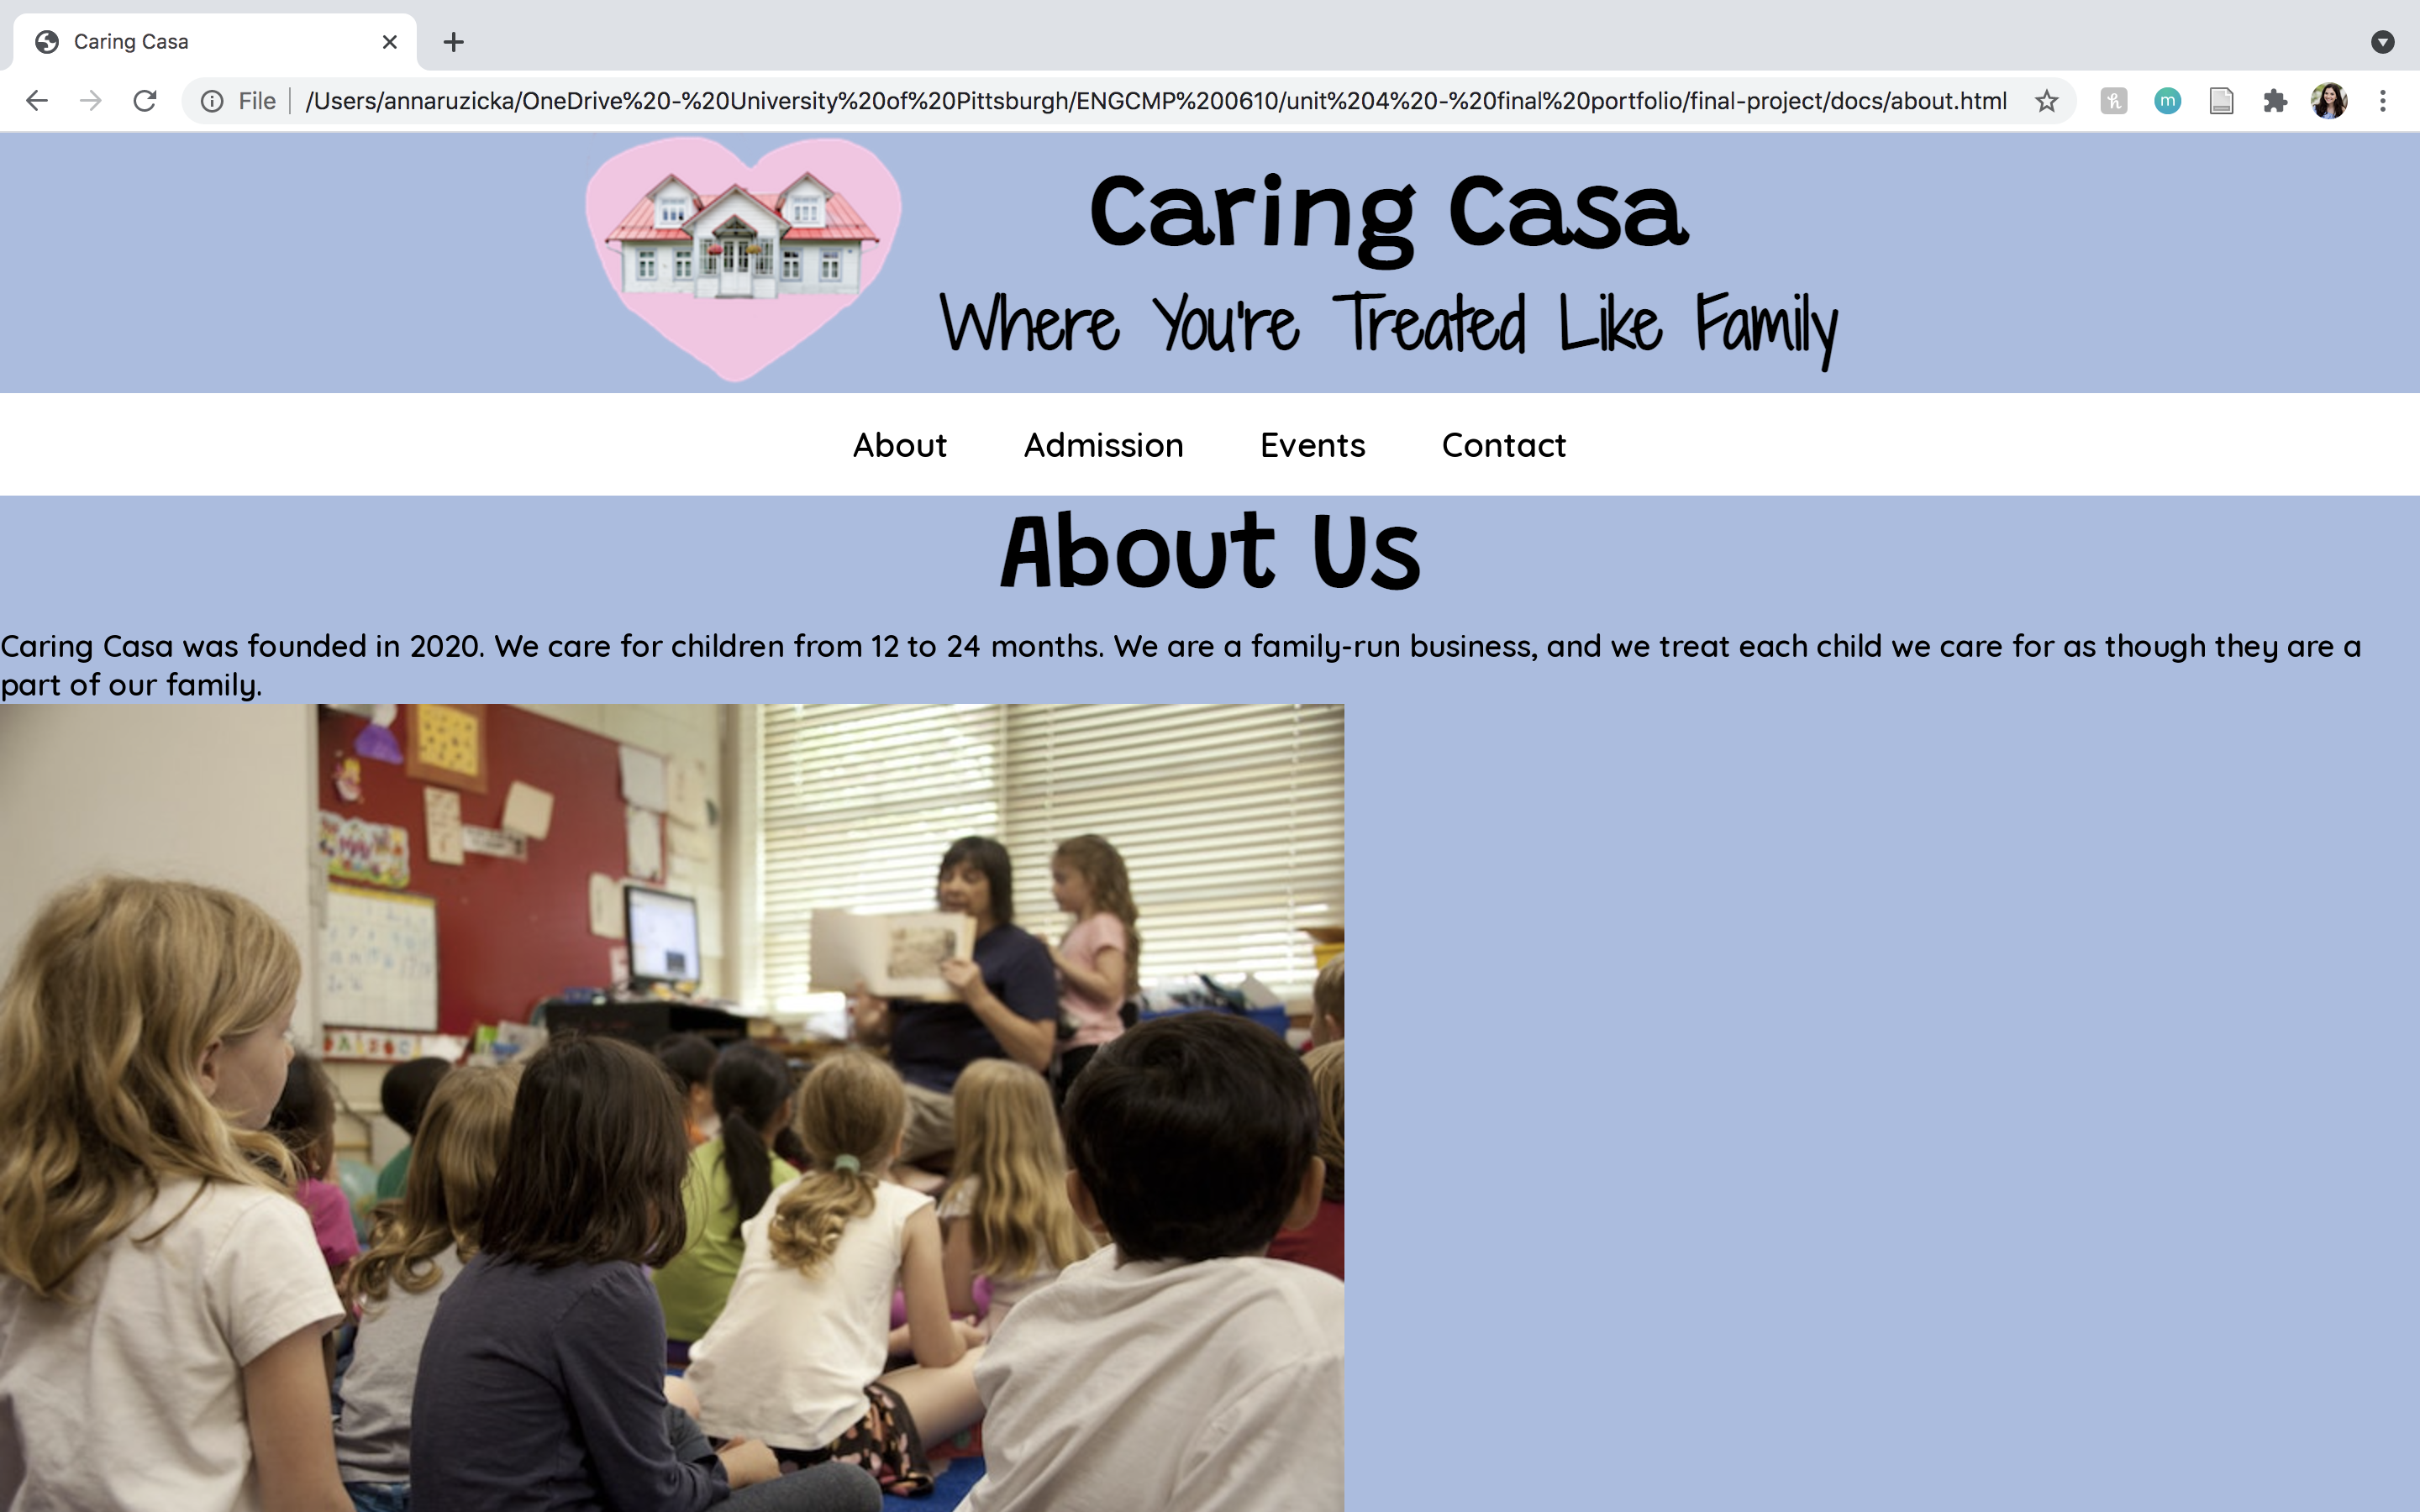 Caring Casa
File
/Users/annaruzicka/OneDrive%20-%20University%20of%20Pittsburgh/ENGCMP%200610/unit%204%20-%20final%20portfolio/final-project/docs/about.html
m
Caring Casa
Where You're Treated Like Family
About Admission Events Contact
About Us
Caring Casa was founded in 2020. We care for children from 12 to 24 months. We are a family-run business, and we treat each child we care for as though they are a
part of our family.